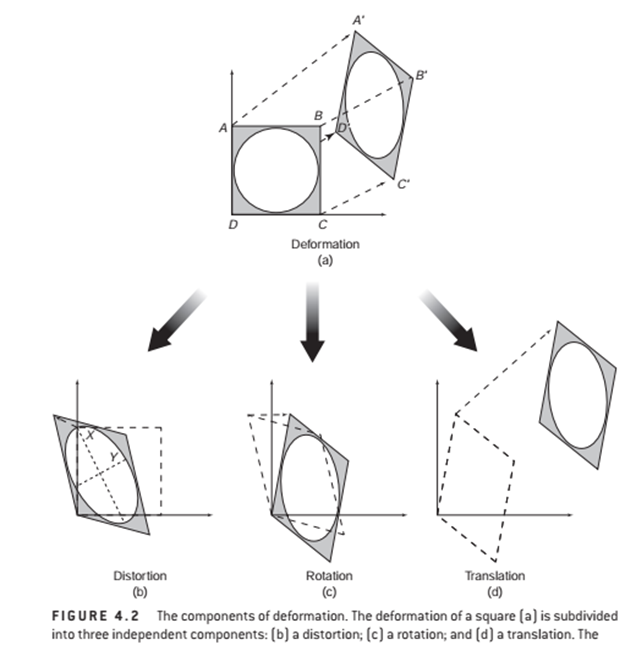 A'
B'
B
A
D'
C'
D
C
Deformation
(a)
X
Y
Distortion
(b)
Rotation
(c)
Translation
(d)
FIGURE 4.2 The components of deformation. The deformation of a square (a) is subdivided
into three independent components: (b) a distortion; (c) a rotation; and (d) a translation. The